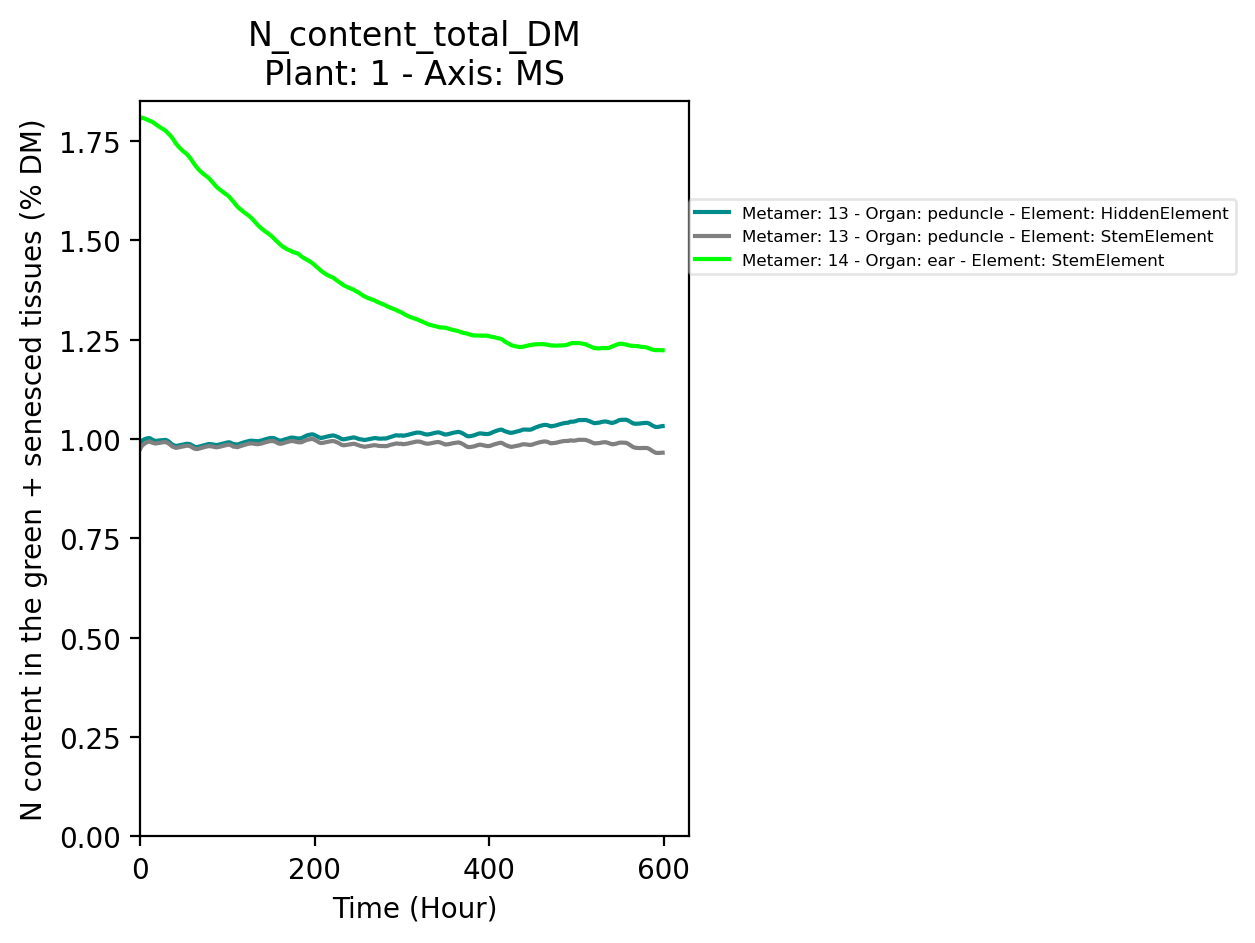 N_content_total_DM
Plant: 1 - Axis: MS
N content in the green + senesced tissues (% DM)
1.75
1.50
1.25
1.00
0.75
0.50
0.25
0.00
0
200
400
600
Time (Hour)
Metamer: 13 - Organ: peduncle - Element: HiddenElement
Metamer: 13 - Organ: peduncle - Element: StemElement
Metamer: 14 - Organ: ear - Element: StemElement